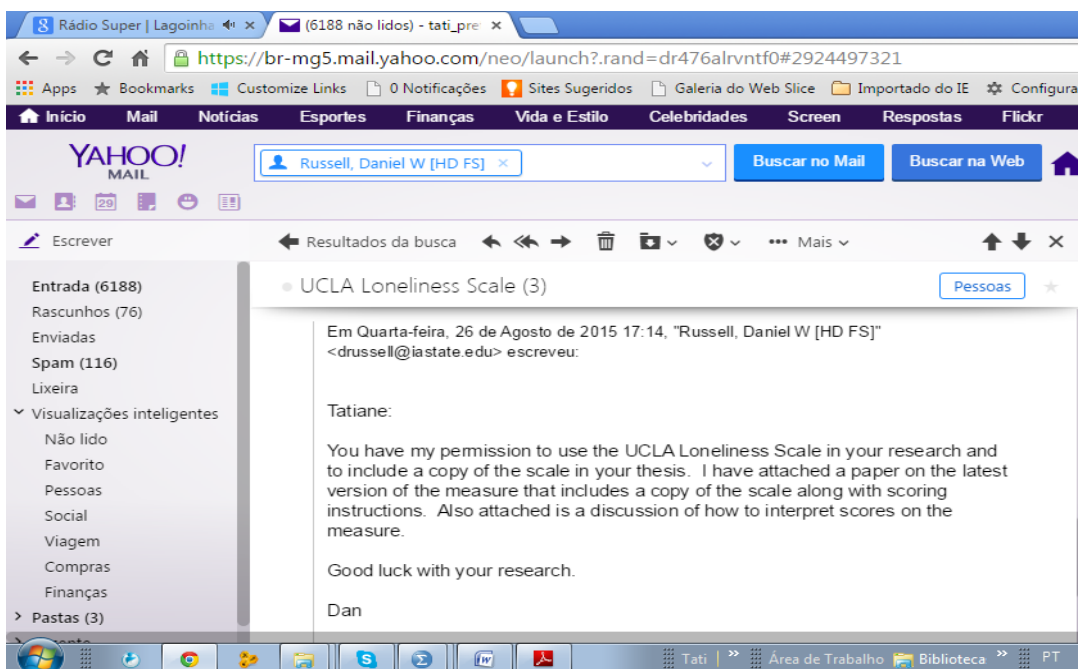 Rádio Super | Lagoinha
(6188 não lidos) - tati_pre
https://br-mg5.mail.yahoo.com/neo/launch?.rand=dr476alrvntf0#2924497321
Apps Bookmarks Customize Links 0 Notificações Sites Sugeridos Galeria do Web Slice Importado do IE Configura
Início Mail Notícias Esportes Finanças Vida e Estilo Celebridades Screen Respostas Flickr
YAHOO!
MAIL
Russell, Daniel W [HD FS] ×
Buscar no Mail
Buscar na Web
29
Escrever
Resultados da busca
Mais
Entrada (6188)
Rascunhos (76)
Enviadas
Spam (116)
Lixeira
Visualizações inteligentes
Não lido
Favorito
Pessoas
Social
Viagem
Compras
Finanças
Pastas (3)
UCLA Loneliness Scale (3)
Pessoas
Em Quarta-feira, 26 de Agosto de 2015 17:14, "Russell, Daniel W [HD FS]"
<drussell@iastate.edu> escreveu:
Tatiane:
You have my permission to use the UCLA Loneliness Scale in your research and
to include a copy of the scale in your thesis. I have attached a paper on the latest
version of the measure that includes a copy of the scale along with scoring
instructions. Also attached is a discussion of how to interpret scores on the
measure.
Good luck with your research.
Dan
Tati » Área de Trabalho Biblioteca » PT